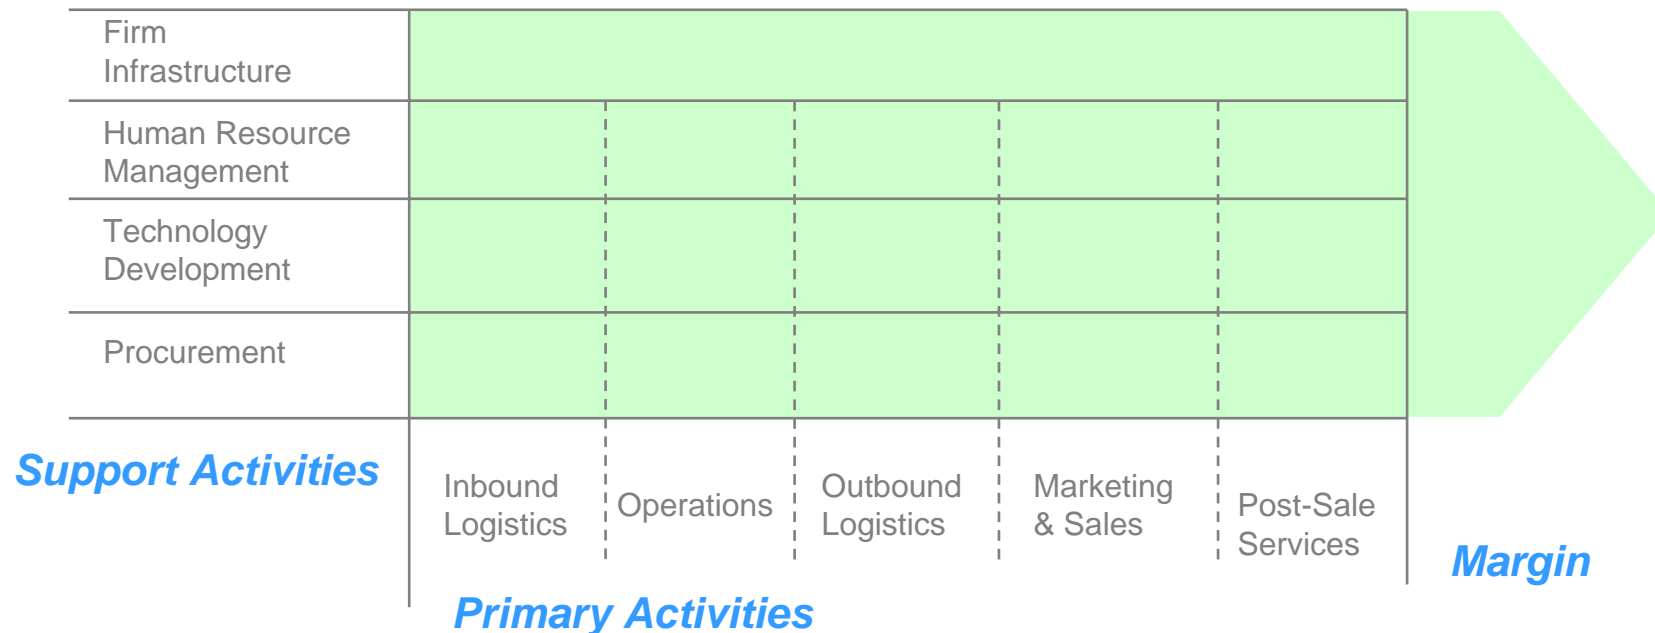 Firm
Infrastructure
Human Resource
Management
Technology
Development
Procurement
Support Activities
Inbound
Logistics
Operations
Outbound
Logistics
Marketing
& Sales
Post-Sale
Services
Margin
Primary Activities